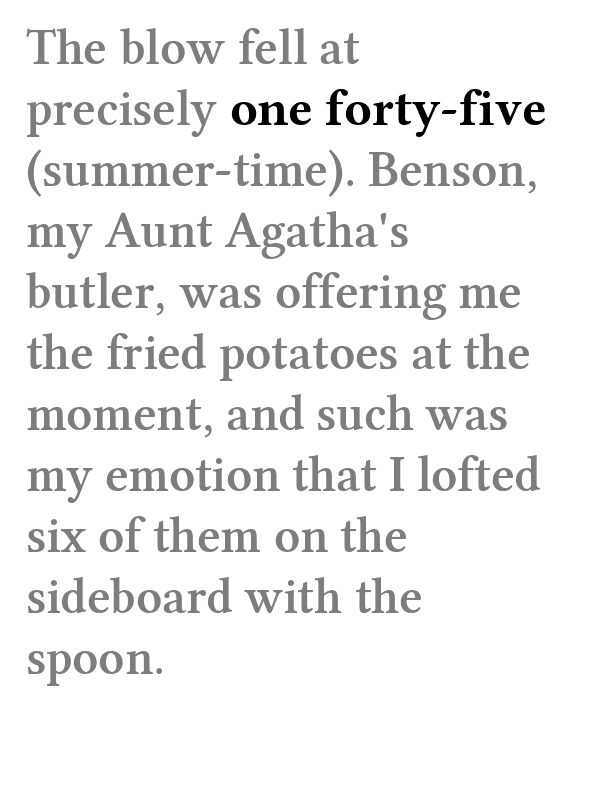 The blow fell at
precisely one forty-five
(summer-time). Benson,
my Aunt Agatha's
butler, was offering me
the fried potatoes at the
moment, and such was
my emotion that I lofted
six of them on the
sideboard with the
spoon.